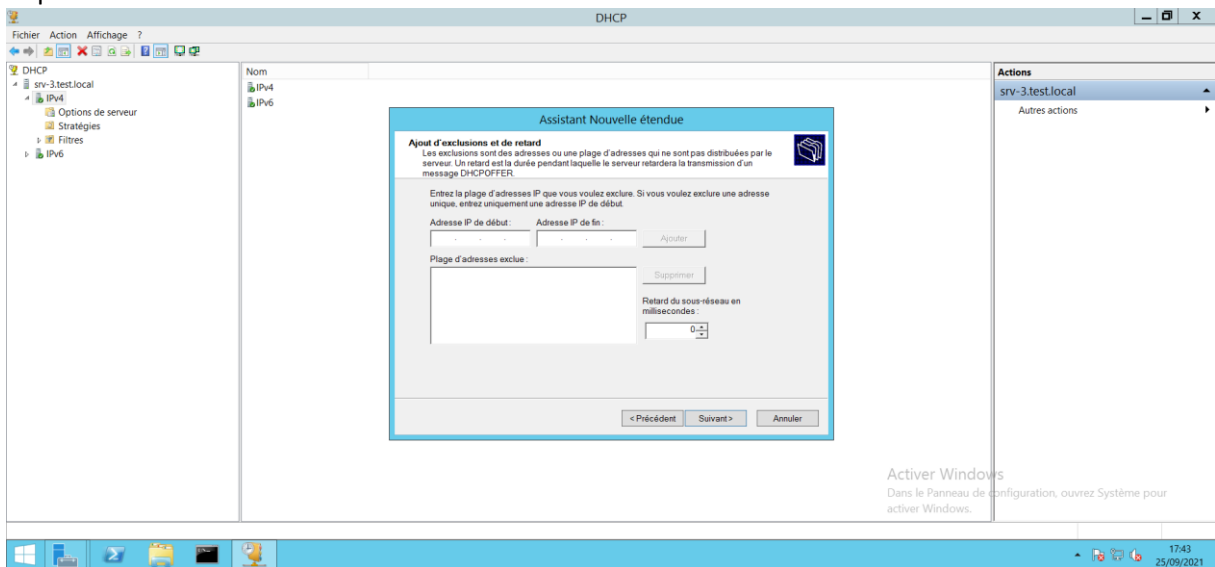 DHCP
Fichier Action Affichage ?
DHCP
srv-3.test.local
IPv4
Options de serveur
Stratégies
Filtres
IPv6
Nom
IPv4
IPv6
Assistant Nouvelle étendue
Ajout d'exclusions et de retard
Les exclusions sont des adresses ou une plage d'adresses qui ne sont pas distribuées par le
serveur. Un retard est la durée pendant laquelle le serveur retardera la transmission d'un
message DHCPOFFER.
Entrez la plage d'adresses IP que vous voulez exclure. Si vous voulez exclure une adresse
unique, entrez uniquement une adresse IP de début.
Adresse IP de début : Adresse IP de fin :
Ajouter
Plage d'adresses exclue :
Supprimer
Retard du sous-réseau en
millisecondes :
0
< Précédent Suivant > Annuler
Actions
srv-3.test.local
Autres actions
Activer Windows
Dans le Panneau de configuration, ouvrez Système pour
activer Windows.
17:43
25/09/2021